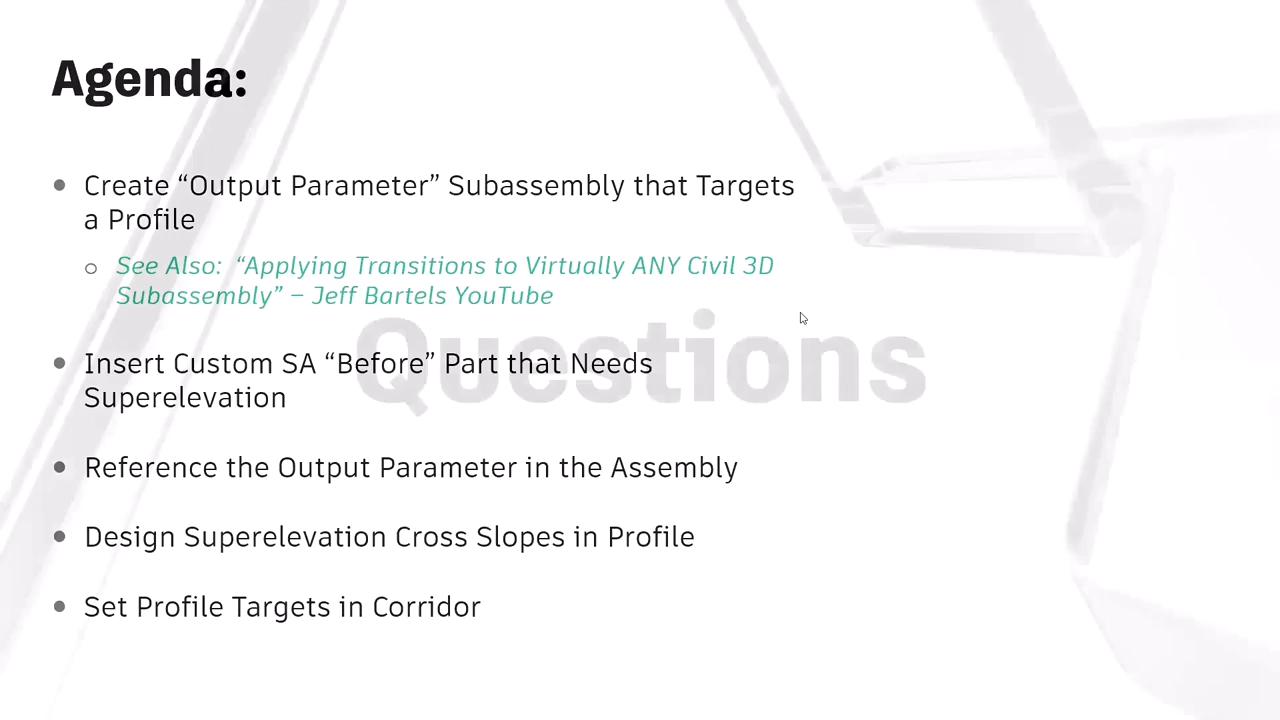 Agenda:
Create “Output Parameter” Subassembly that Targets
a Profile
See Also: “Applying Transitions to Virtually ANY Civil 3D
Subassembly” – Jeff Bartels YouTube
Questions
Insert Custom SA “Before” Part that Needs
Superelevation
Reference the Output Parameter in the Assembly
Design Superelevation Cross Slopes in Profile
Set Profile Targets in Corridor